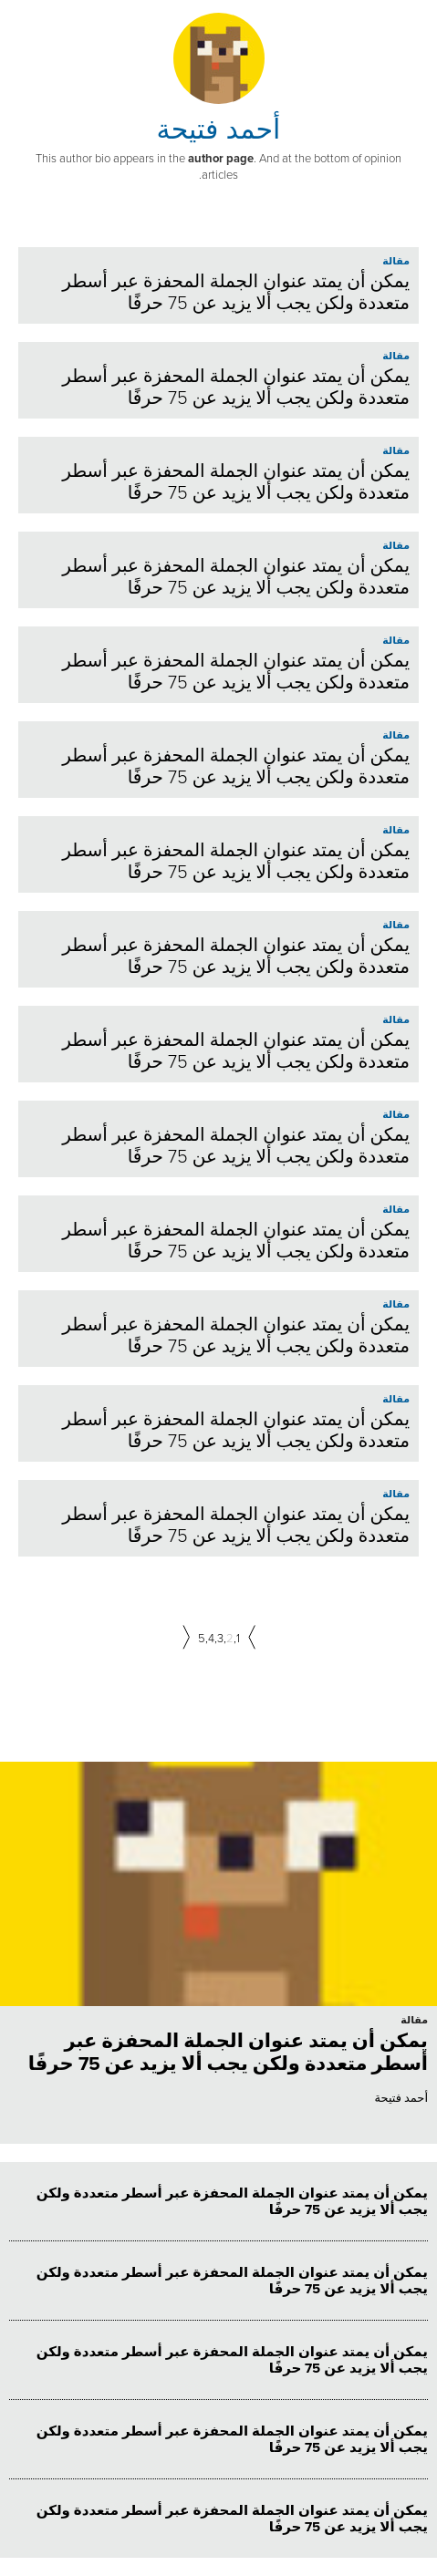 أحمد فتيحة
This author bio appears in the author page. And at the bottom of opinion
.articles
مقالة
يمكن أن يمتد عنوان الجملة المحفزة عبر أسطر
متعددة ولكن يجب ألا يزيد عن 75 حرفًا
مقالة
يمكن أن يمتد عنوان الجملة المحفزة عبر أسطر
متعددة ولكن يجب ألا يزيد عن 75 حرفًا
مقالة
يمكن أن يمتد عنوان الجملة المحفزة عبر أسطر
متعددة ولكن يجب ألا يزيد عن 75 حرفًا
مقالة
يمكن أن يمتد عنوان الجملة المحفزة عبر أسطر
متعددة ولكن يجب ألا يزيد عن 75 حرفًا
مقالة
يمكن أن يمتد عنوان الجملة المحفزة عبر أسطر
متعددة ولكن يجب ألا يزيد عن 75 حرفًا
مقالة
يمكن أن يمتد عنوان الجملة المحفزة عبر أسطر
متعددة ولكن يجب ألا يزيد عن 75 حرفًا
مقالة
يمكن أن يمتد عنوان الجملة المحفزة عبر أسطر
متعددة ولكن يجب ألا يزيد عن 75 حرفًا
مقالة
يمكن أن يمتد عنوان الجملة المحفزة عبر أسطر
متعددة ولكن يجب ألا يزيد عن 75 حرفًا
مقالة
يمكن أن يمتد عنوان الجملة المحفزة عبر أسطر
متعددة ولكن يجب ألا يزيد عن 75 حرفًا
مقالة
يمكن أن يمتد عنوان الجملة المحفزة عبر أسطر
متعددة ولكن يجب ألا يزيد عن 75 حرفًا
مقالة
يمكن أن يمتد عنوان الجملة المحفزة عبر أسطر
متعددة ولكن يجب ألا يزيد عن 75 حرفًا
مقالة
يمكن أن يمتد عنوان الجملة المحفزة عبر أسطر
متعددة ولكن يجب ألا يزيد عن 75 حرفًا
مقالة
يمكن أن يمتد عنوان الجملة المحفزة عبر أسطر
متعددة ولكن يجب ألا يزيد عن 75 حرفًا
مقالة
يمكن أن يمتد عنوان الجملة المحفزة عبر أسطر
متعددة ولكن يجب ألا يزيد عن 75 حرفًا
5,4,3,2,1
مقالة
يمكن أن يمتد عنوان الجملة المحفزة عبر
أسطر متعددة ولكن يجب ألا يزيد عن 75 حرفًا
أحمد فتيحة
يمكن أن يمتد عنوان الجملة المحفزة عبر أسطر متعددة ولكن
يجب ألا يزيد عن 75 حرفًا
يمكن أن يمتد عنوان الجملة المحفزة عبر أسطر متعددة ولكن
يجب ألا يزيد عن 75 حرفًا
يمكن أن يمتد عنوان الجملة المحفزة عبر أسطر متعددة ولكن
يجب ألا يزيد عن 75 حرفًا
يمكن أن يمتد عنوان الجملة المحفزة عبر أسطر متعددة ولكن
يجب ألا يزيد عن 75 حرفًا
يمكن أن يمتد عنوان الجملة المحفزة عبر أسطر متعددة ولكن
يجب ألا يزيد عن 75 حرفًا